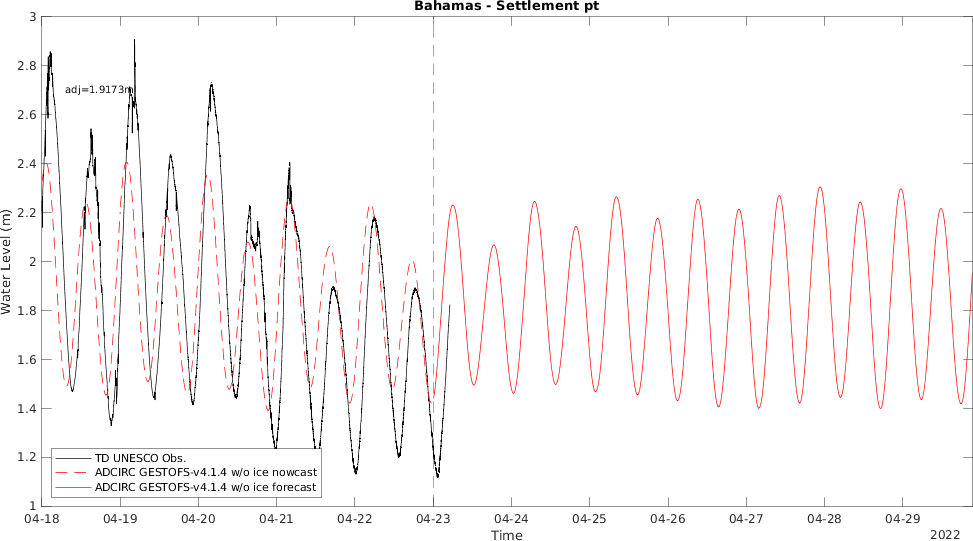 Bahamas - Settlement pt
3
2.8
2.6
2.4
2.2
2
1.8
1.6
1.4
1.2
1
Water Level (m)
adj=1.9173m
TD UNESCO Obs.
ADCIRC GESTOFS-v4.1.4 w/o ice nowcast
ADCIRC GESTOFS-v4.1.4 w/o ice forecast
04-18 04-19 04-20 04-21 04-22 04-23 04-24 04-25 04-26 04-27 04-28 04-29
Time
2022